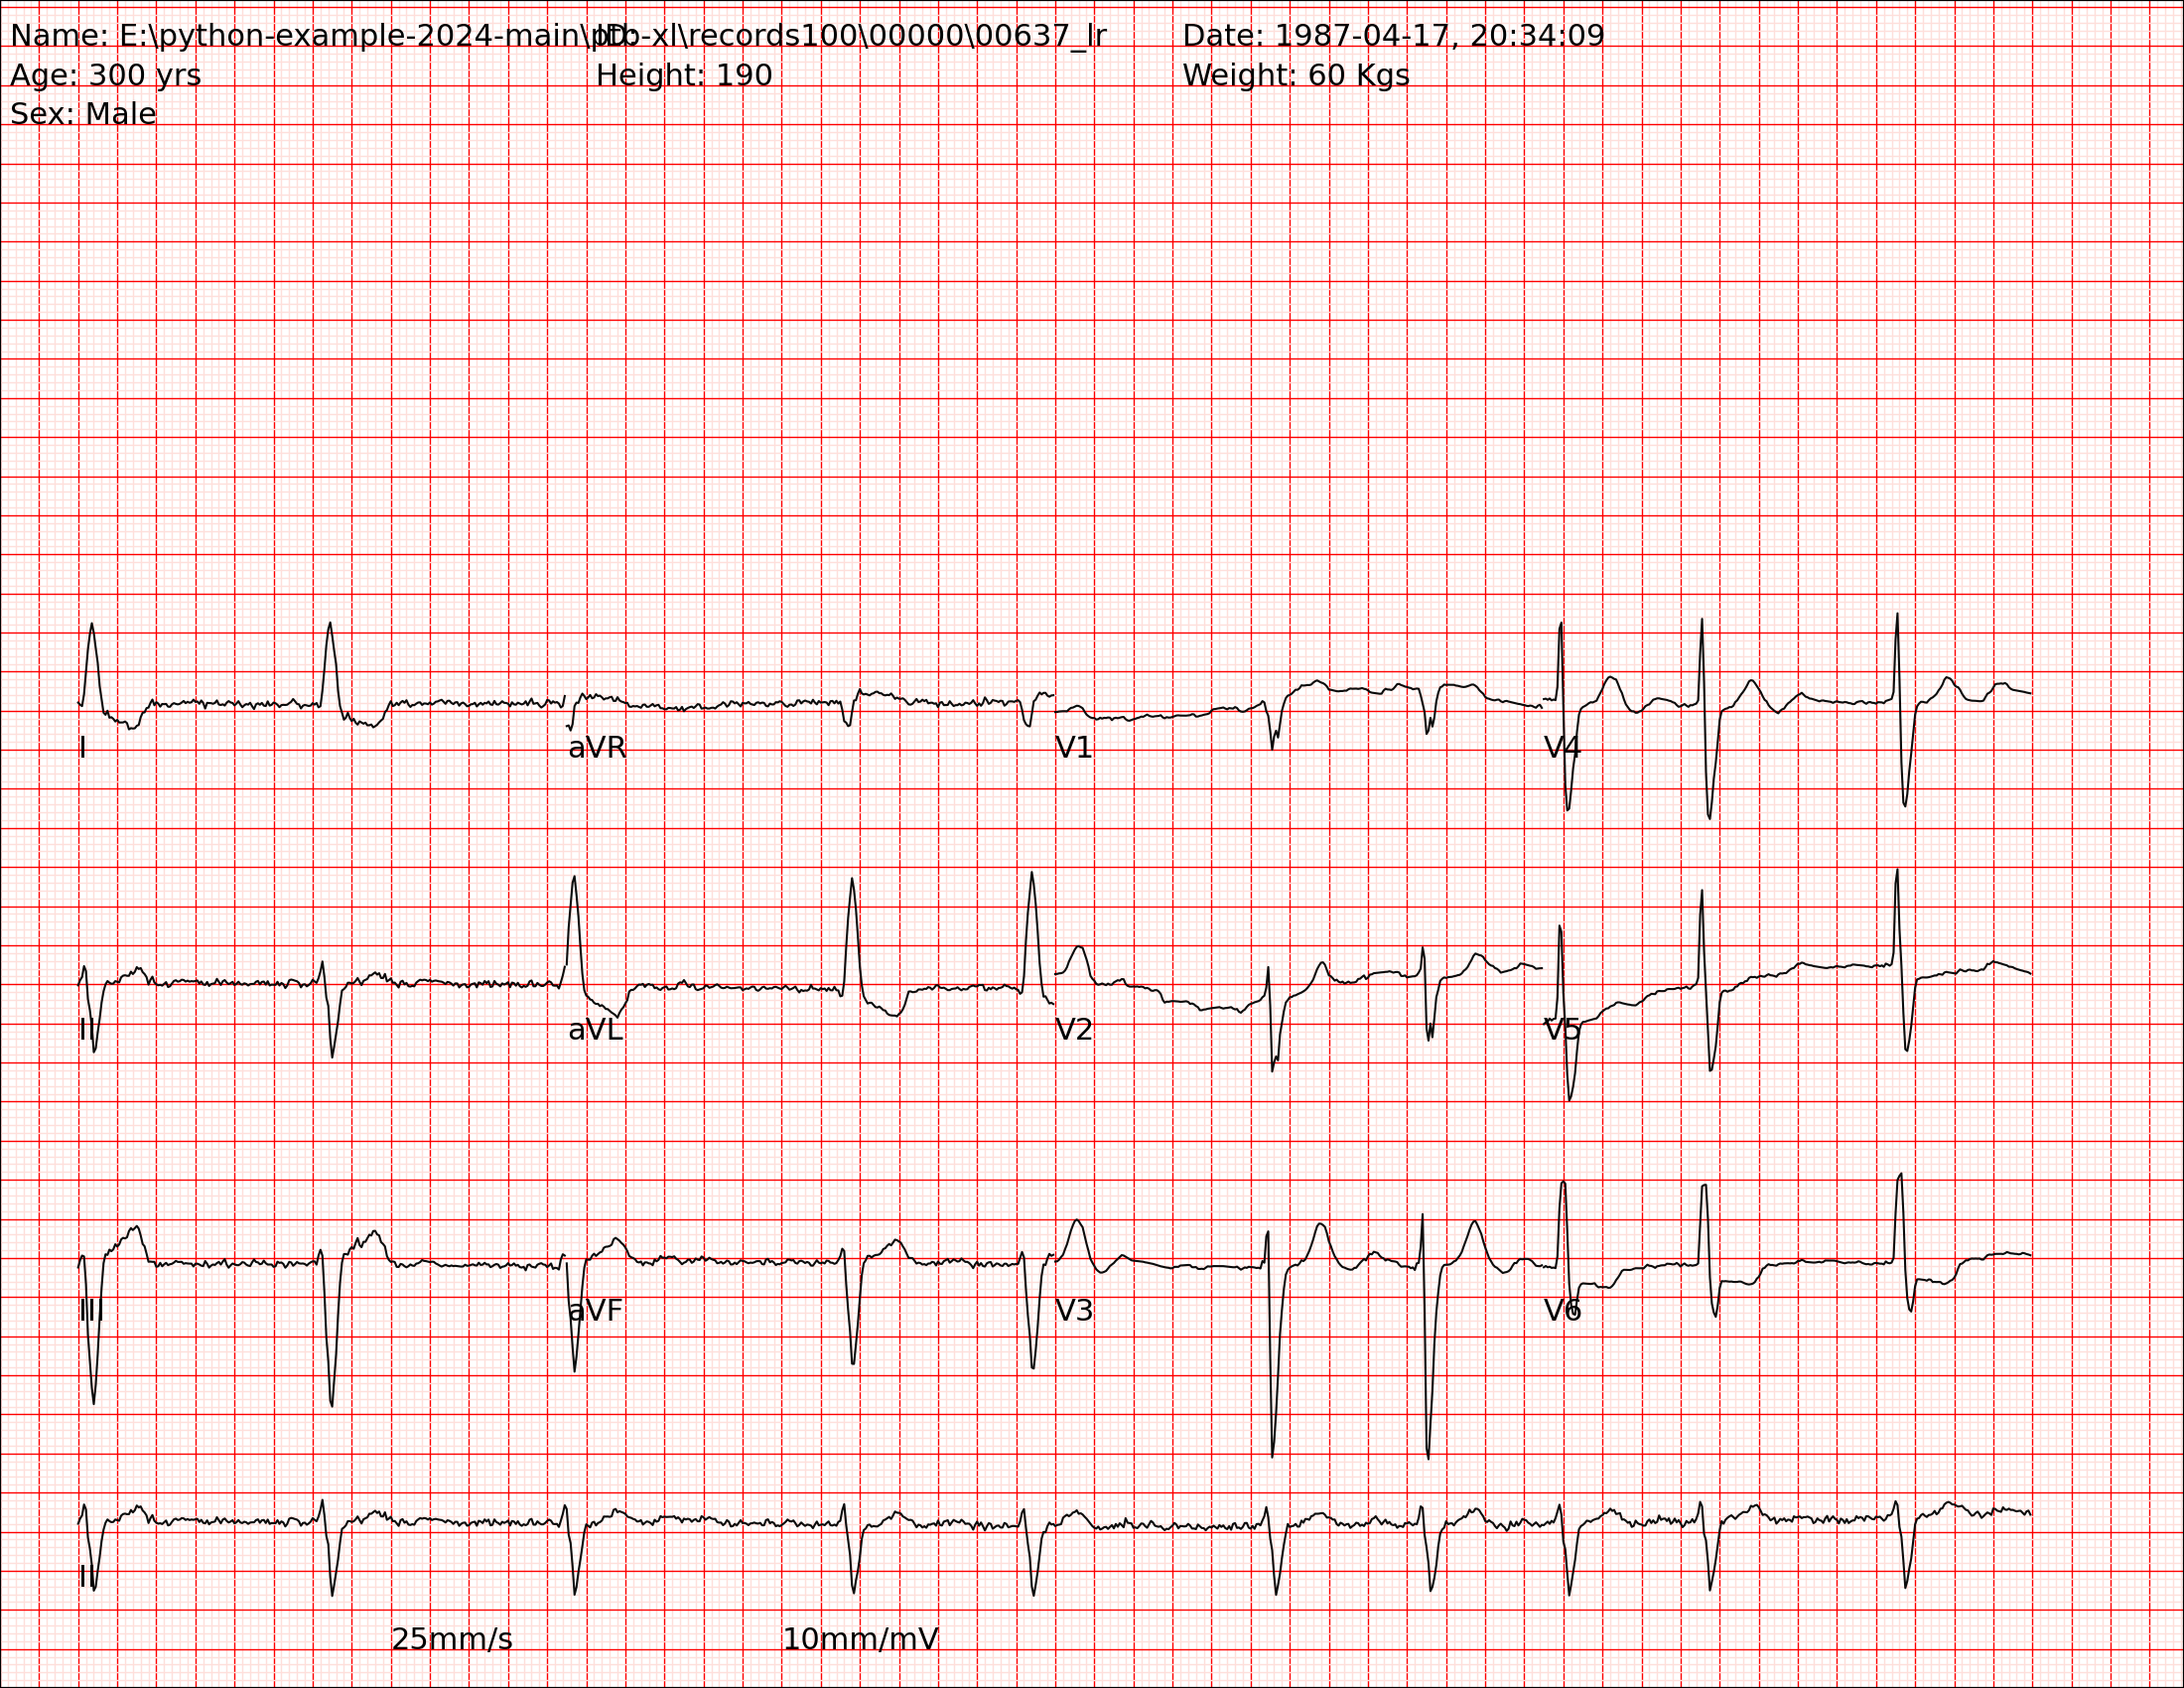 Name: E:\python-example-2024-main\ptb-xl\records100\00000\00637_lr ID: Date: 1987-04-17, 20:34:09
Age: 300 yrs Height: 190 Weight: 60 Kgs
Sex: Male
I aVR V1 V4
II aVL V2 V5
III aVF V3 V6
II
25mm/s 10mm/mV